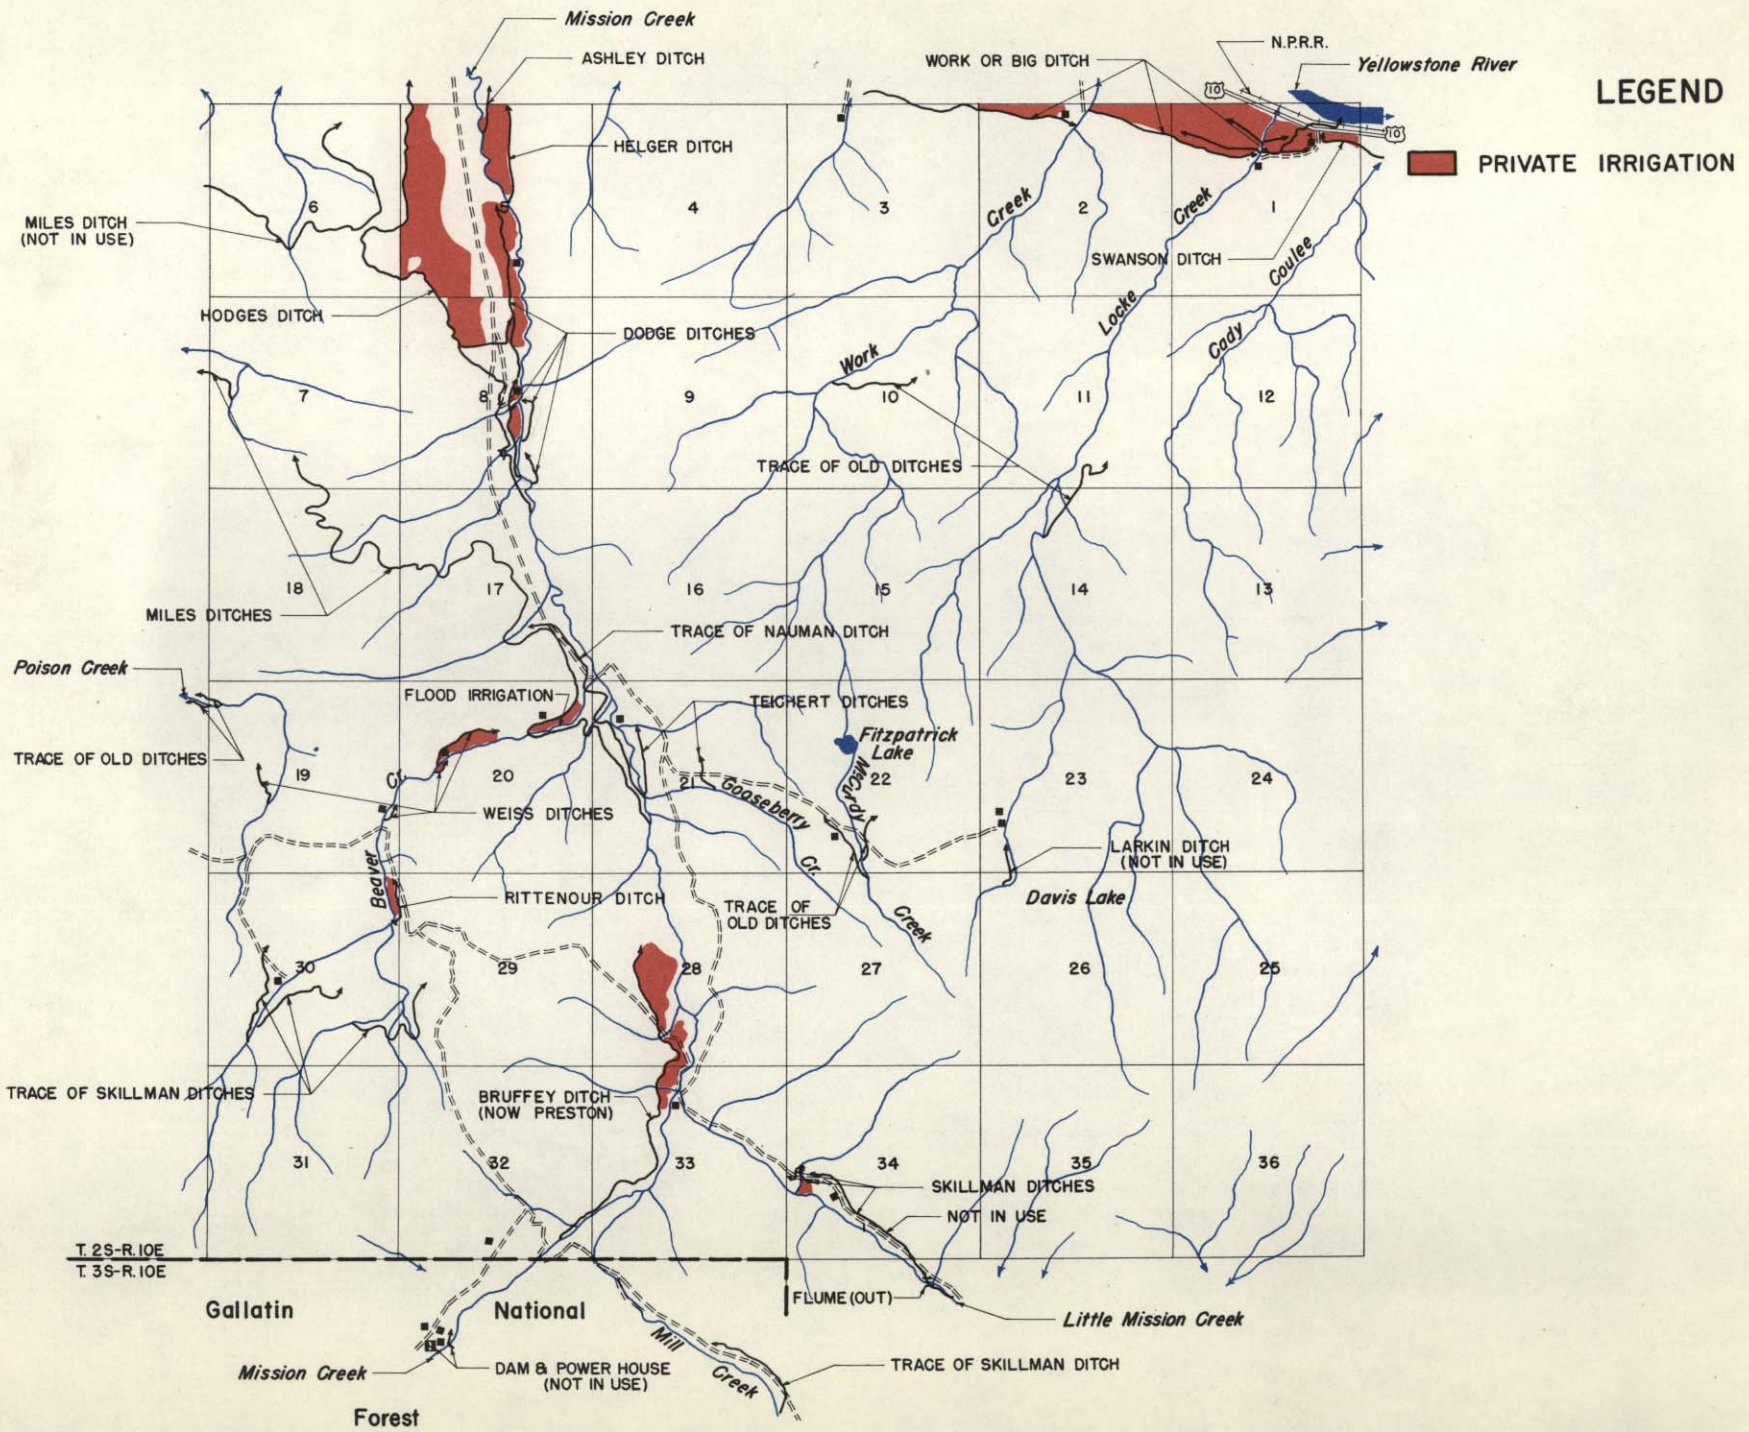 Mission Creek
ASHLEY DITCH
N.P.R.R.
WORK OR BIG DITCH
Yellowstone River
10
LEGEND
10
HELGER DITCH
PRIVATE IRRIGATION
6
5
4
3
Creek
2
Creek
1
MILES DITCH
(NOT IN USE)
SWANSON DITCH
Coulee
HODGES DITCH
DODGE DITCHES
Locke
Cady
Work
7
8
9
10
11
12
TRACE OF OLD DITCHES
18
17
16
15
14
13
MILES DITCHES
TRACE OF NAUMAN DITCH
Poison Creek
FLOOD IRRIGATION
TEICHERT DITCHES
Fitzpatrick
Lake
TRACE OF OLD DITCHES
19
Cr.
20
21
Gooseberry
Cr.
McCurdy
22
23
24
WEISS DITCHES
LARKIN DITCH
(NOT IN USE)
Beaver
RITTENOUR DITCH
TRACE OF
OLD DITCHES
Creek
Davis Lake
30
29
28
27
26
25
TRACE OF SKILLMAN DITCHES
BRUFFEY DITCH
(NOW PRESTON)
31
32
33
34
35
36
SKILLMAN DITCHES
NOT IN USE
T. 2S-R.10E
T. 3S-R.10E
Gallatin
National
FLUME (OUT)
Little Mission Creek
Mill
Creek
Mission Creek
DAM & POWER HOUSE
(NOT IN USE)
TRACE OF SKILLMAN DITCH
Forest